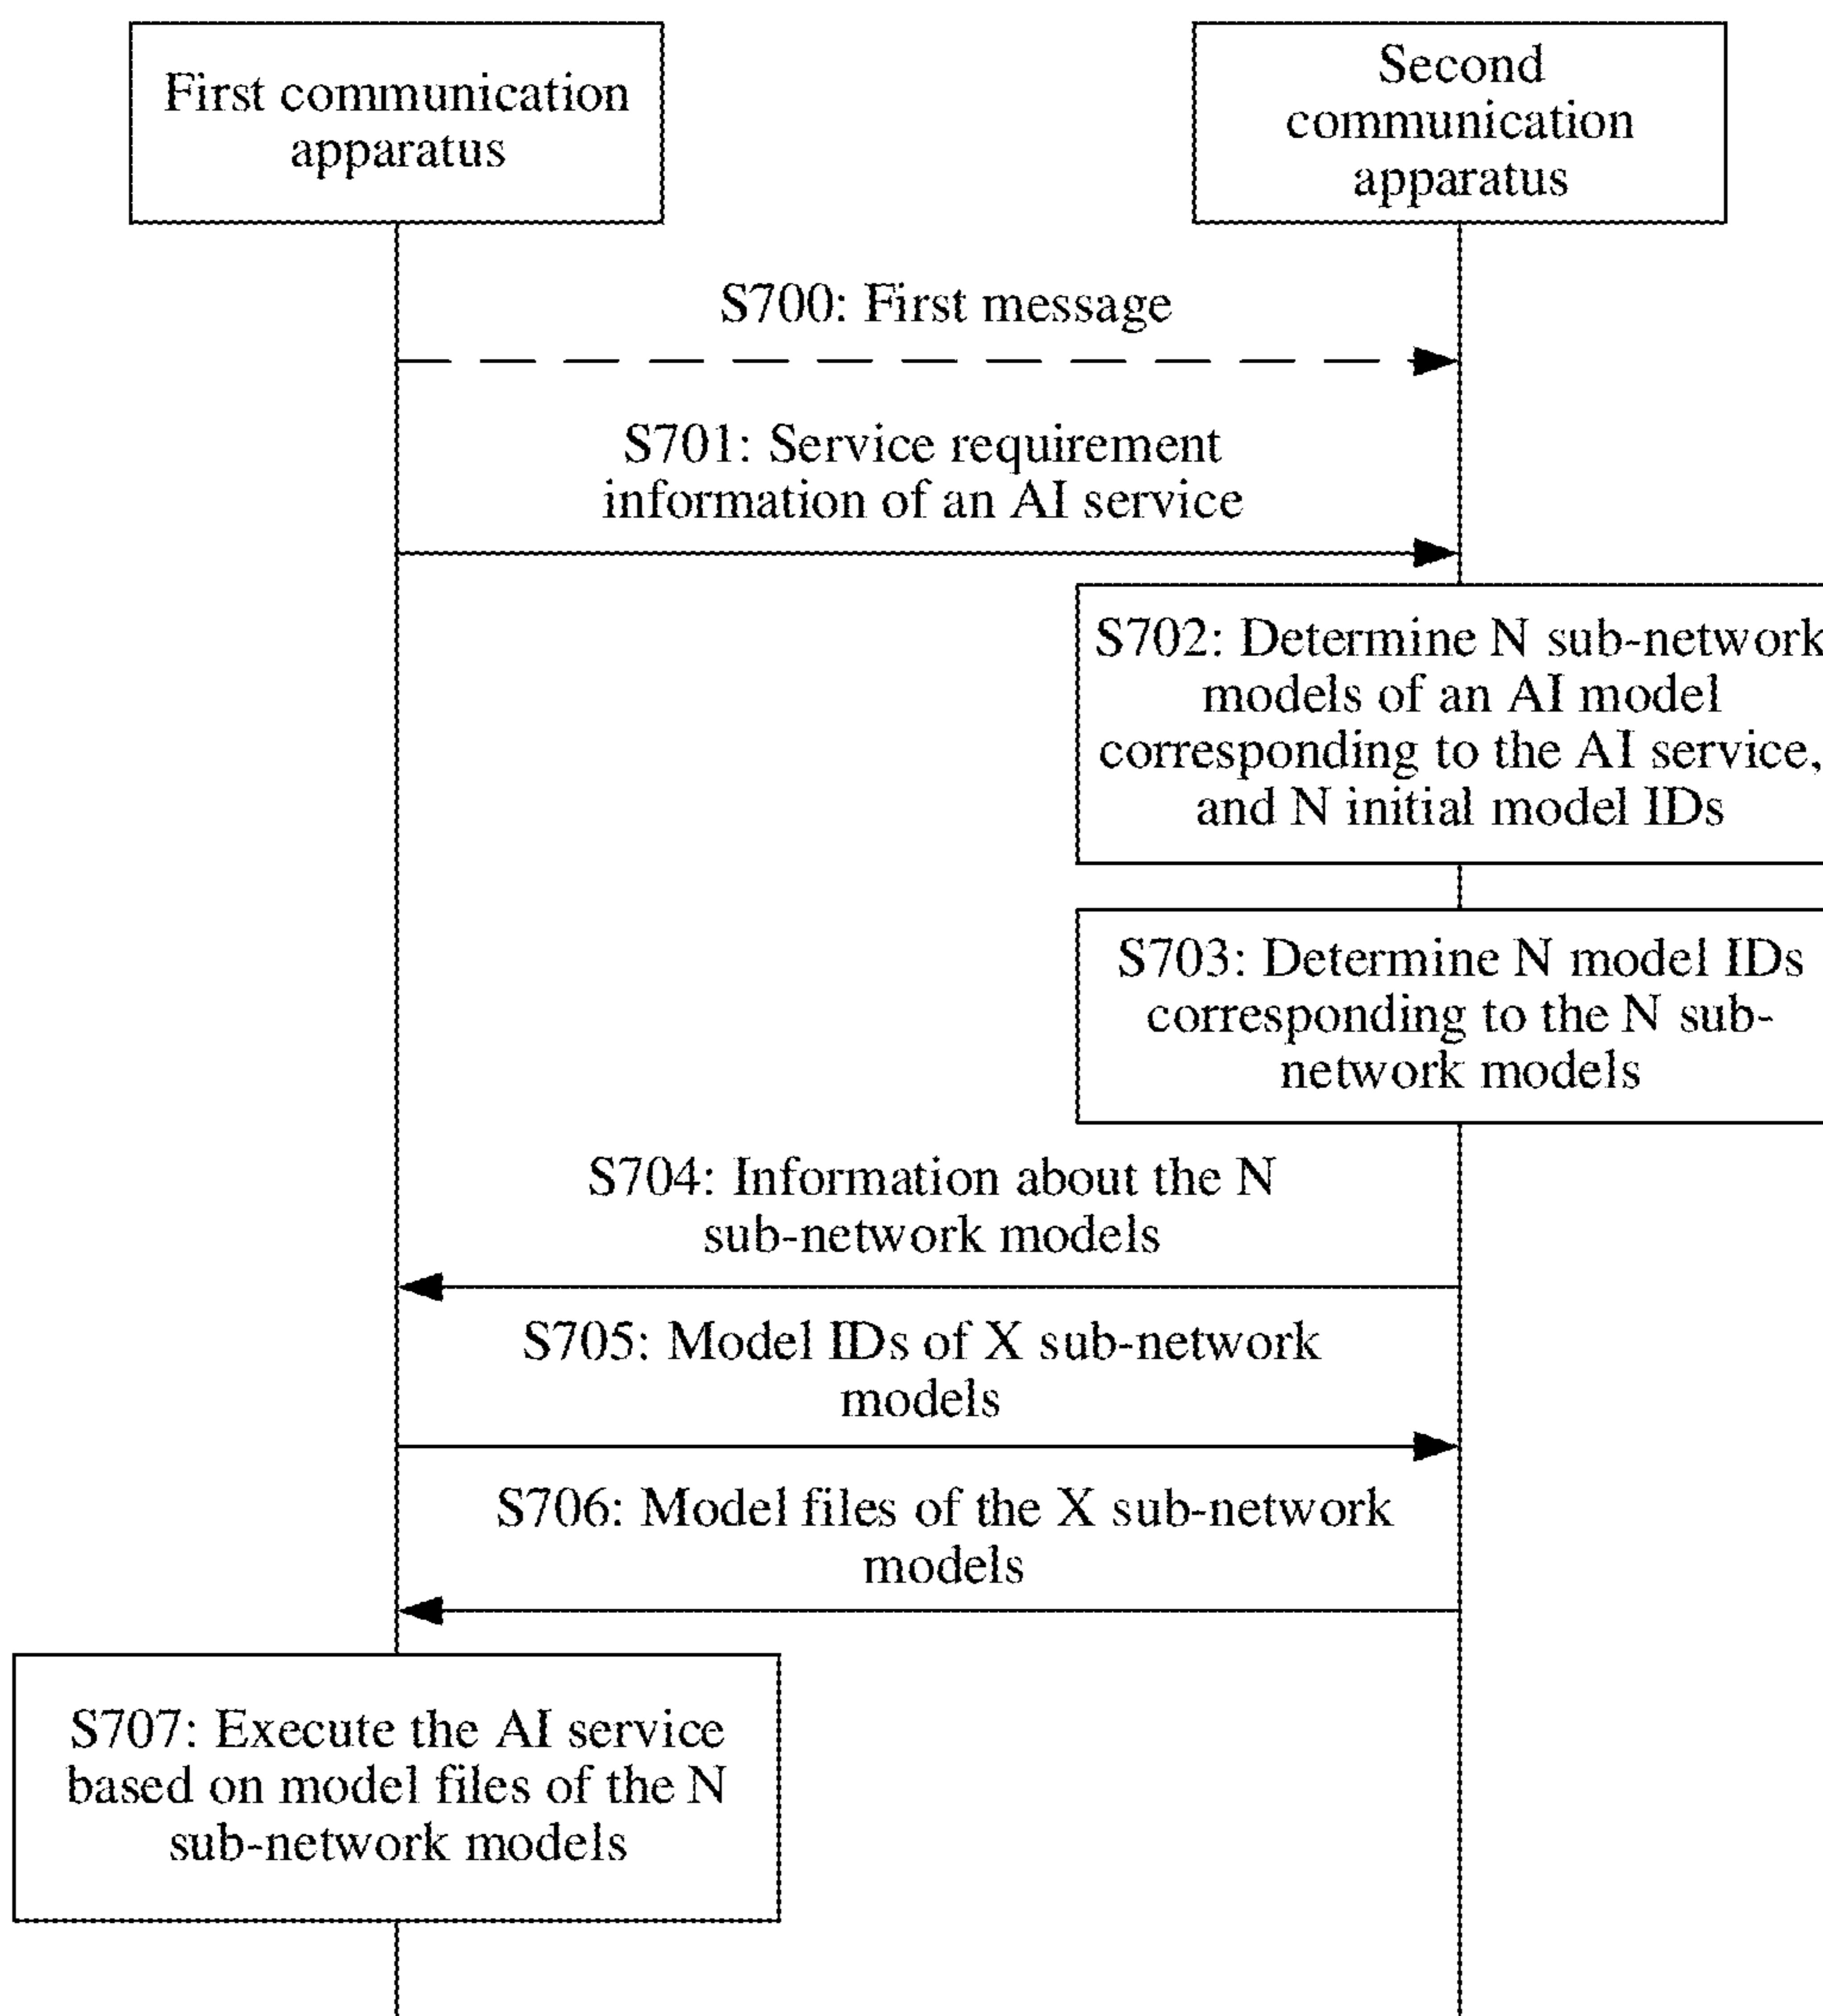 First communication
apparatus
Second
communication
apparatus
S700: First message
S701: Service requirement
information of an AI service
S702: Determine N sub-network
models of an AI model
corresponding to the AI service,
and N initial model IDs
S703: Determine N model IDs
corresponding to the N sub-
network models
S704: Information about the N
sub-network models
S705: Model IDs of X sub-network
models
S706: Model files of the X sub-network
models
S707: Execute the AI service
based on model files of the N
sub-network models